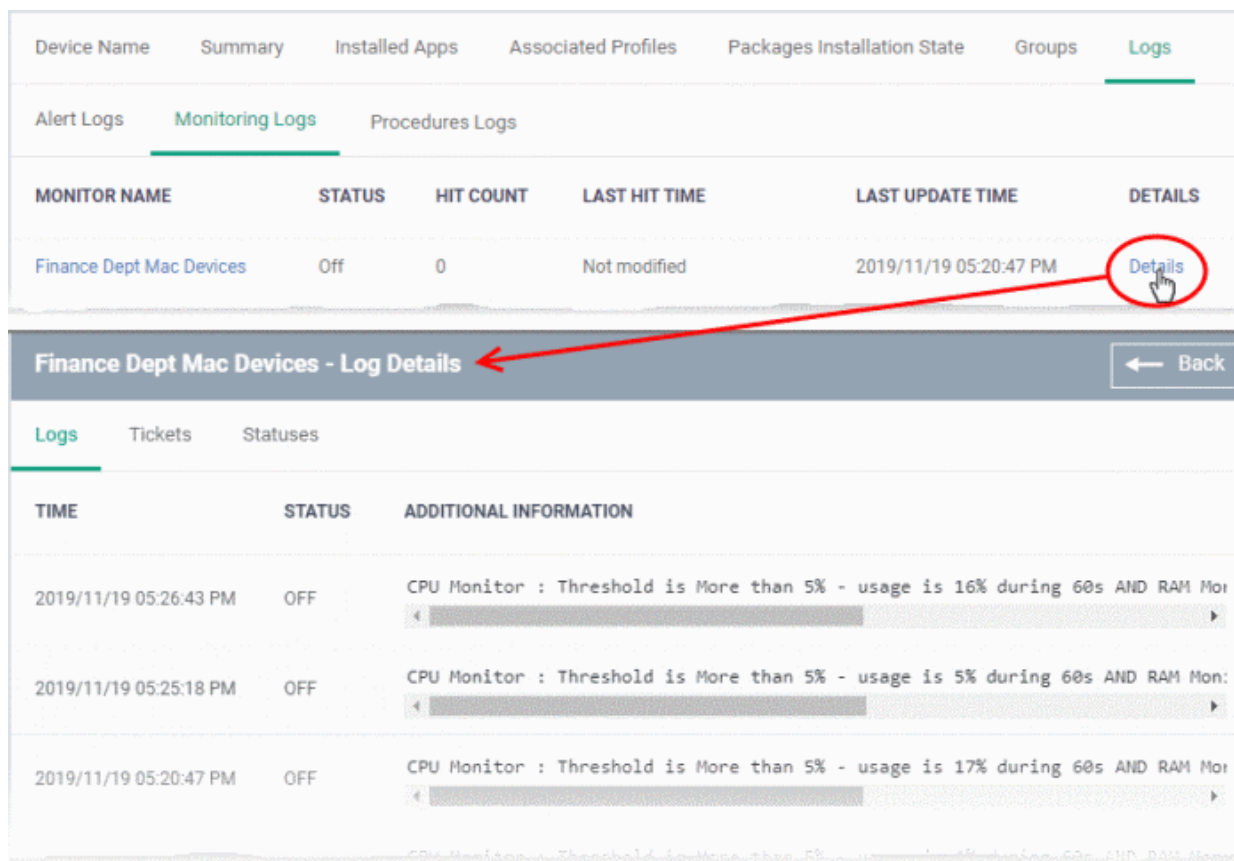 Device Name Summary Installed Apps Associated Profiles Packages Installation State Groups Logs
Alert Logs Monitoring Logs Procedures Logs
MONITOR NAME STATUS HIT COUNT LAST HIT TIME LAST UPDATE TIME DETAILS
Finance Dept Mac Devices Off 0 Not modified 2019/11/19 05:20:47 PM Details
Finance Dept Mac Devices - Log Details Back
Logs Tickets Statuses
TIME STATUS ADDITIONAL INFORMATION
2019/11/19 05:26:43 PM OFF CPU Monitor : Threshold is More than 5% - usage is 16% during 60s AND RAM Mon
2019/11/19 05:25:18 PM OFF CPU Monitor : Threshold is More than 5% - usage is 5% during 60s AND RAM Moni
2019/11/19 05:20:47 PM OFF CPU Monitor : Threshold is More than 5% - usage is 17% during 60s AND RAM Mon